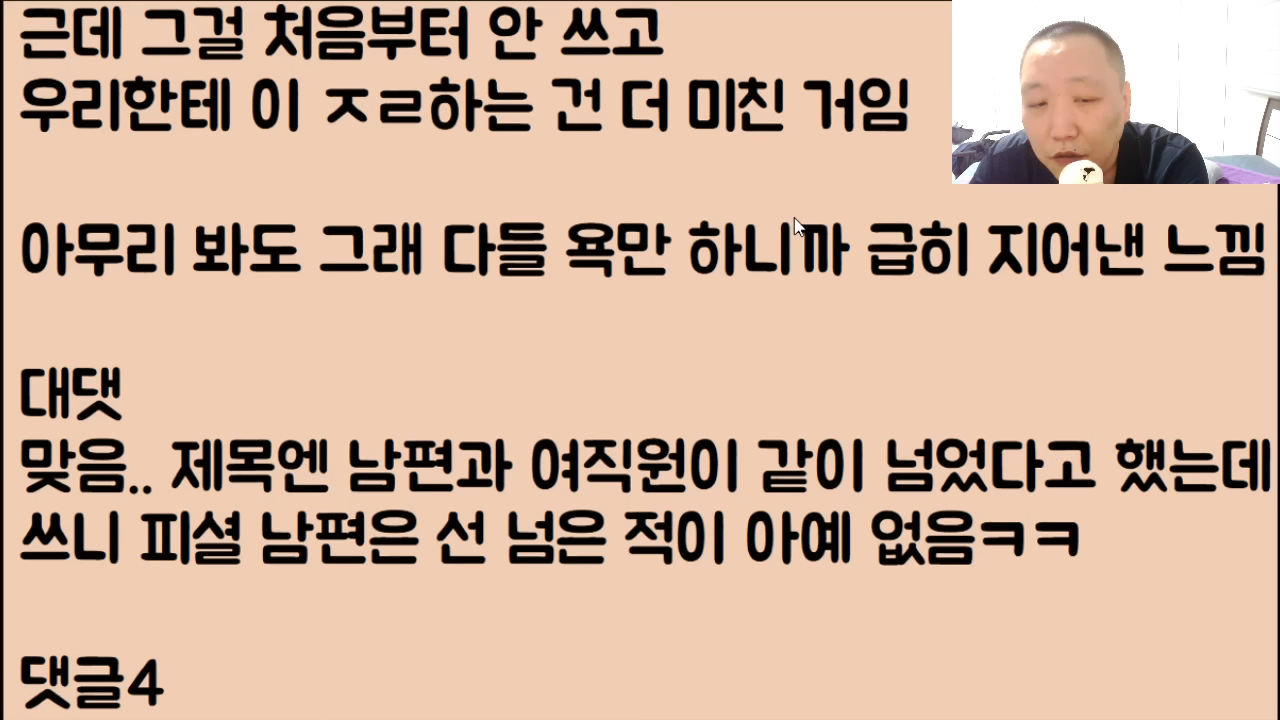 근데 그걸 처음부터 안 쓰고
우리한테 이 ㅈㄹ하는 건 더 미친 거임
아무리 봐도 그래 다들 욕만 하니까 급히 지어낸 느낌
대댓
맞음.. 제목엔 남편과 여직원이 같이 넘었다고 했는데
쓰니 피셜 남편은 선 넘은 적이 아예 없음ㅋㅋ
댓글4